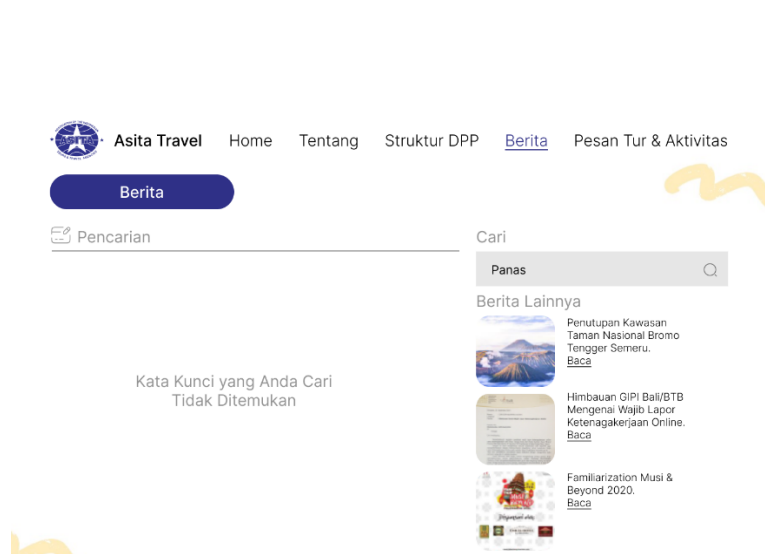 Asita Travel Home Tentang Struktur DPP Berita Pesan Tur & Aktivitas
Berita
Pencarian
Kata Kunci yang Anda Cari
Tidak Ditemukan
Cari
Panas
Berita Lainnya
Penutupan Kawasan
Taman Nasional Bromo
Tengger Semeru.
Baca
Himbauan GIPI Bali/BTB
Mengenai Wajib Lapor
Ketenagakerjaan Online.
Baca
Familiarization Musi &
Beyond 2020.
Baca